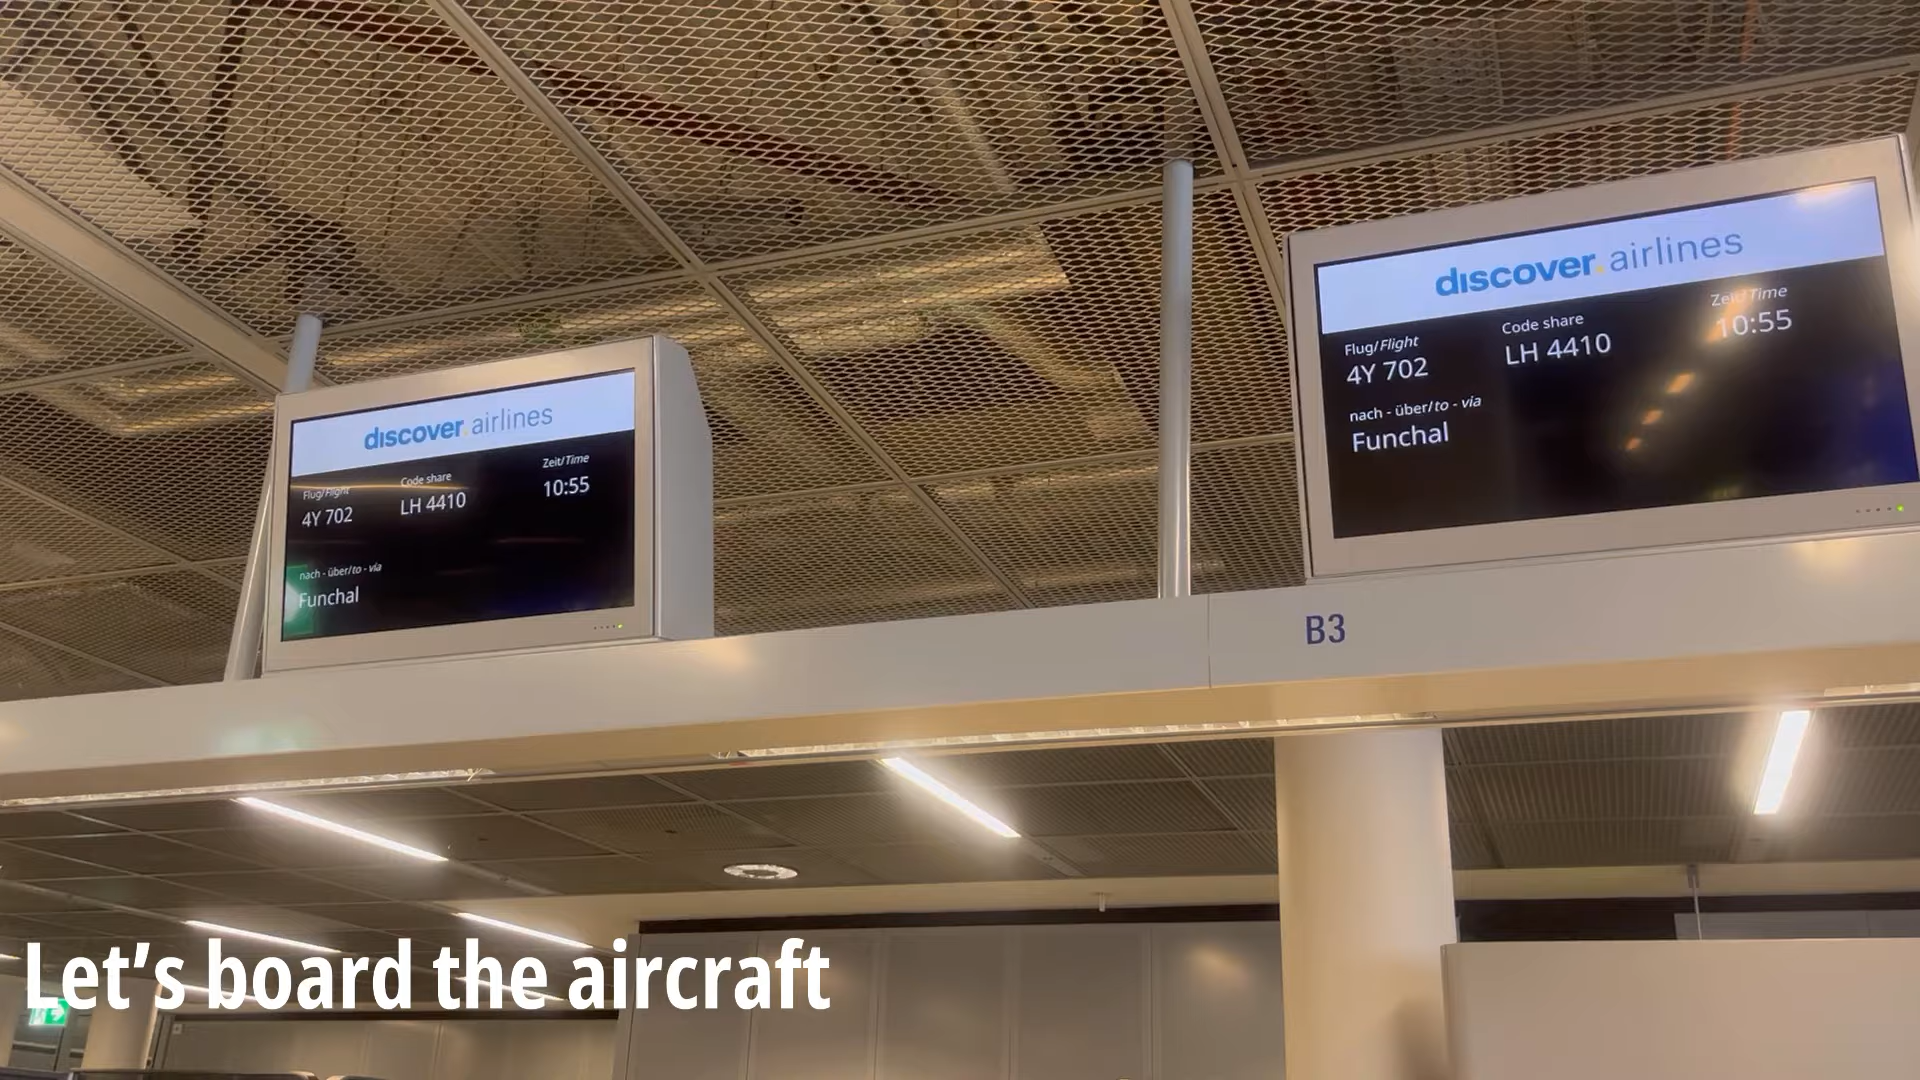 discover.airlines
Flug/Flight
Code share
Zeit/Time
4Y 702
LH 4410
10:55
nach - über/to - via
Funchal
discover.airlines
Flug/Flight
Code share
Zeit/Time
4Y 702
LH 4410
10:55
nach - über/to - via
Funchal
B3
Let’s board the aircraft